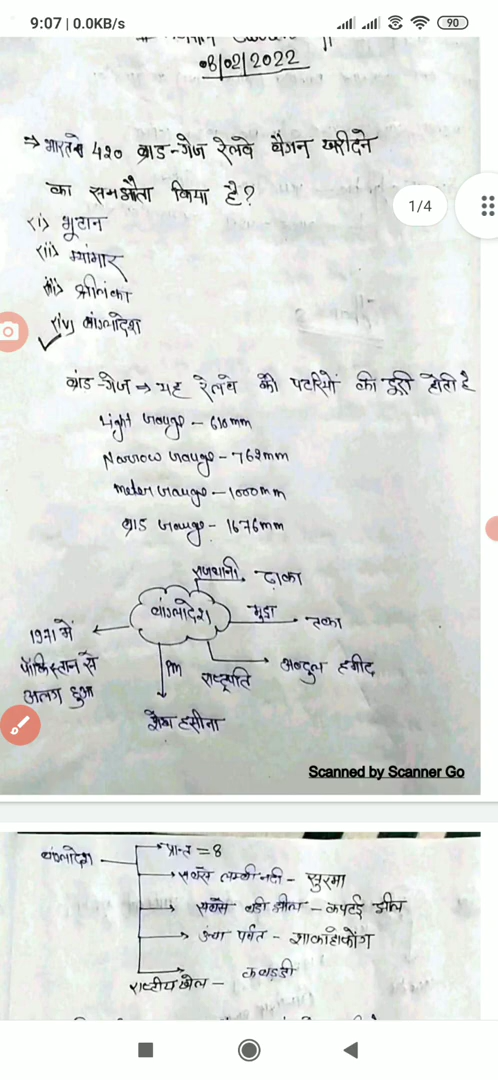 9:07 | 0.0KB/s
90
08/02/2022
⇒ भारत ने 420 ब्राड-गेज रेलवे वैगन खरीदने
का समझौता किया है?
1/4
(i) भूटान
(ii) म्यांमार
(iii) श्रीलंका
(iv) बांग्लादेश
ब्रांड-गेज ⇒ यह रेलवे की पटरियों की दूरी होती है
Light gauge - 610mm
Narrow gauge - 762mm
meter gauge - 1000mm
ब्राड gauge - 1676mm
राजधानी ढाका
बांग्लादेश
मुद्रा टका
1971 में
पाकिस्तान से
अलग हुआ
PM
शेख हसीना
राष्ट्रपति अब्दुल हमीद
Scanned by Scanner Go
बांग्लादेश
प्रान्त = 8
सबसे लम्बी नदी - सुरमा
सबसे बडी झील - कपटई झील
ऊंचा पर्वत - साकाहाफोंग
राष्ट्रीय खेल - कबड्डी